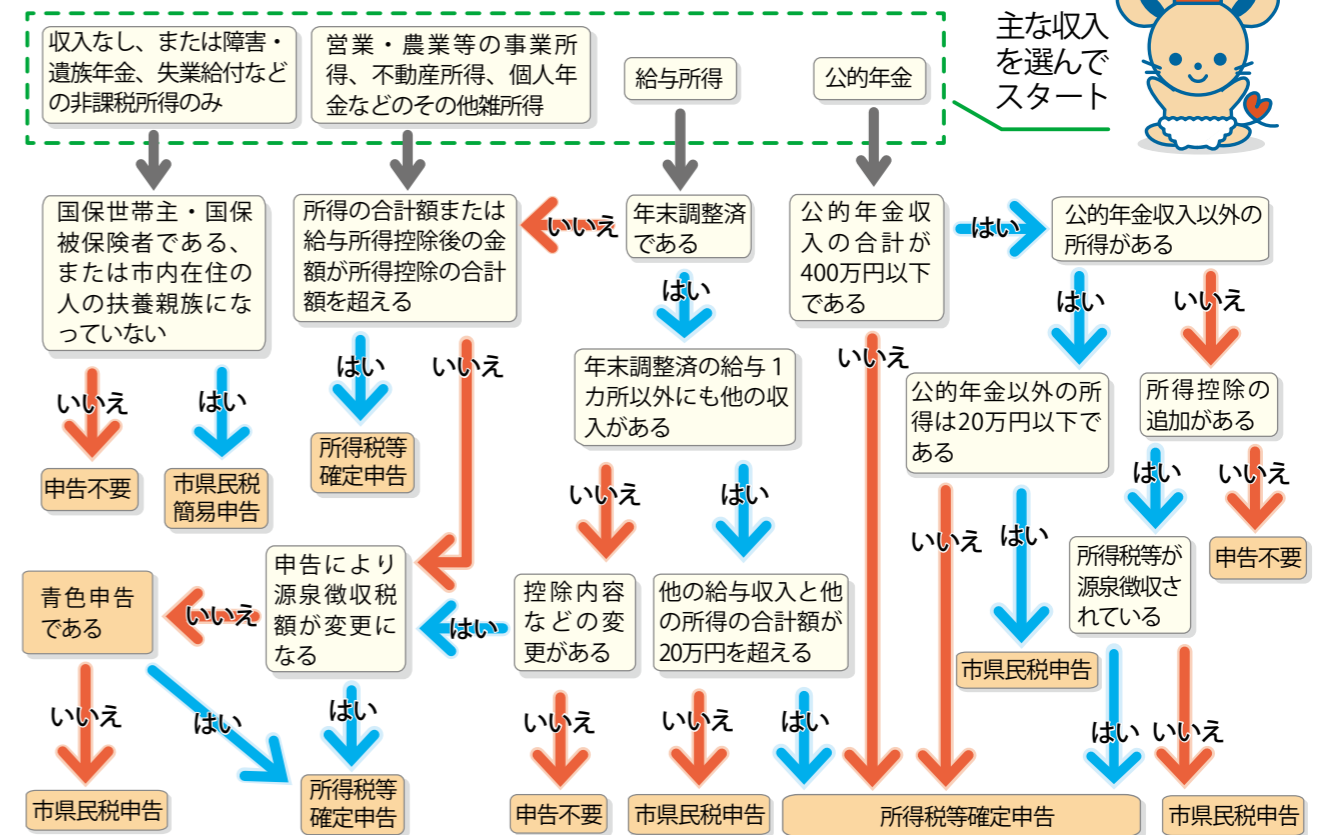 主な収入
を選んで
スタート
収入なし、または障害・
遺族年金、失業給付など
の非課税所得のみ
営業・農業等の事業所
得、不動産所得、個人年
金などのその他雑所得
給与所得
公的年金
国保世帯主・国保
被保険者である、
または市内在住の
人の扶養親族にな
っていない
所得の合計額または
給与所得控除後の金
額が所得控除の合計
額を超える
いいえ
年末調整済
である
公的年金収
入の合計が
400万円以下
である
はい
公的年金収入以外の
所得がある
はい
はい
いいえ
いいえ
はい
はい
いいえ
年末調整済の給与1
カ所以外にも他の収
入がある
いいえ
公的年金以外の所
得は20万円以下で
ある
所得控除の
追加がある
申告不要
市県民税
簡易申告
所得税等
確定申告
いいえ
はい
はい
いいえ
いいえ
はい
青色申告
である
いいえ
申告により
源泉徴収税
額が変更に
なる
はい
控除内容
などの変
更がある
他の給与収入と他
の所得の合計額が
20万円を超える
所得税等が
源泉徴収さ
れている
申告不要
市県民税申告
いいえ
はい
はい
いいえ
いいえ
はい
はい
いいえ
市県民税申告
所得税等
確定申告
申告不要
市県民税申告
所得税等確定申告
市県民税申告